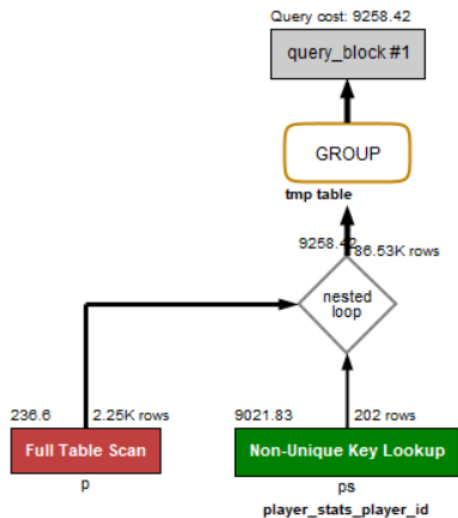 Query cost: 9258.42
query_block #1
GROUP
tmp table
9258.42
86.53K rows
nested
loop
236.6 2.25K rows
9021.83 202 rows
Full Table Scan
Non-Unique Key Lookup
p
ps
player_stats_player_id